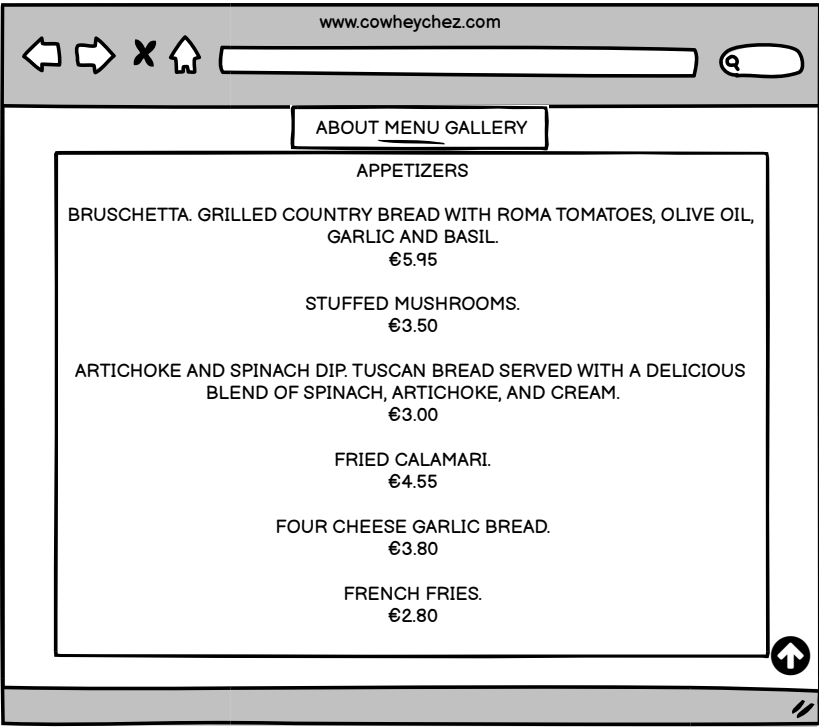 www.cowheychez.com
ABOUT MENU GALLERY
APPETIZERS
BRUSCHETTA. GRILLED COUNTRY BREAD WITH ROMA TOMATOES, OLIVE OIL,
GARLIC AND BASIL.
€5.95
STUFFED MUSHROOMS.
€3.50
ARTICHOKE AND SPINACH DIP. TUSCAN BREAD SERVED WITH A DELICIOUS
BLEND OF SPINACH, ARTICHOKE, AND CREAM.
€3.00
FRIED CALAMARI.
€4.55
FOUR CHEESE GARLIC BREAD.
€3.80
FRENCH FRIES.
€2.80